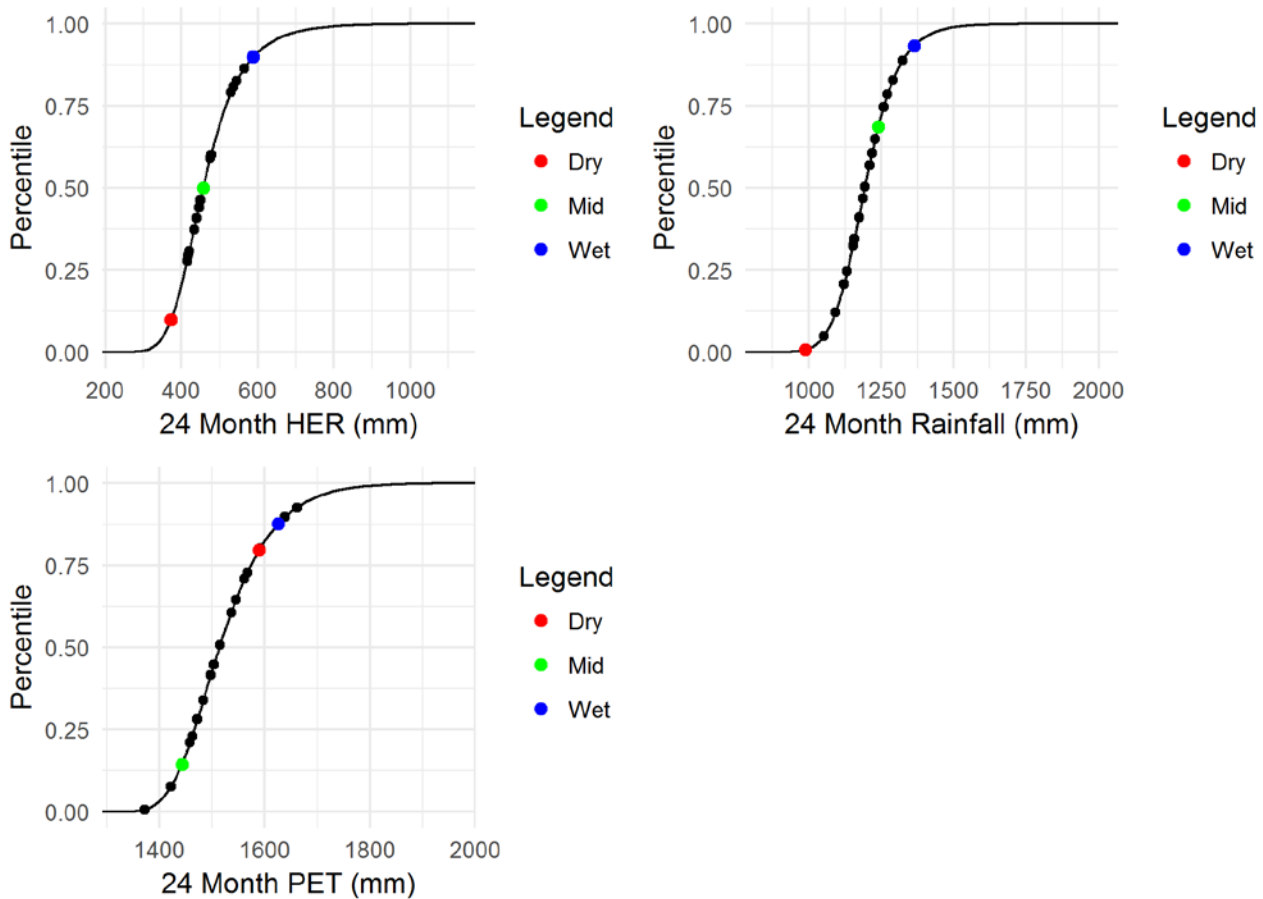 Percentile
1.00
0.75
0.50
0.25
0.00
200 400 600 800 1000
24 Month HER (mm)
Legend
Dry
Mid
Wet
Percentile
1.00
0.75
0.50
0.25
0.00
1000 1250 1500 1750 2000
24 Month Rainfall (mm)
Legend
Dry
Mid
Wet
Percentile
1.00
0.75
0.50
0.25
0.00
1400 1600 1800 2000
24 Month PET (mm)
Legend
Dry
Mid
Wet